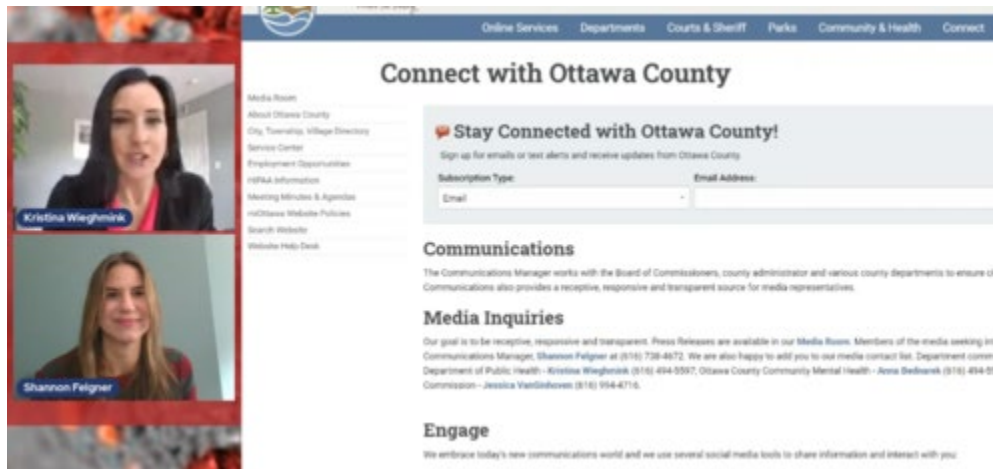 Online Services Departments Courts & Sheriff Parks Community & Health Connect
Connect with Ottawa County
Media Room
About Ottawa County
City, Township, Village Directory
Service Center
Employment Opportunities
HIPAA Information
Meeting Minutes & Agendas
miOttawa Website Policies
Search Website
Website Help Desk
Stay Connected with Ottawa County!
Sign up for emails or text alerts and receive updates from Ottawa County
Subscription Type:
Email Address:
Email
Kristina Wieghmink
Shannon Felgner
Communications
The Communications Manager works with the Board of Commissioners, county administrator and various county departments to ensure
Communications also provides a receptive, responsive and transparent source for media representatives.
Media Inquiries
Our goal is to be receptive, responsive and transparent. Press Releases are available in our Media Room. Members of the media seeking
Communications Manager, Shannon Felgner at (616) 738-4672. We are also happy to add you to our media contact list. Department
Department of Public Health - Kristina Wieghmink (616) 494-5597, Ottawa County Community Mental Health - Anna Bednarek (616)
Commission - Jessica VanGinhoven (616) 994-4716.
Engage
We embrace today's new communications world and we use several social media tools to share information and interact with you: